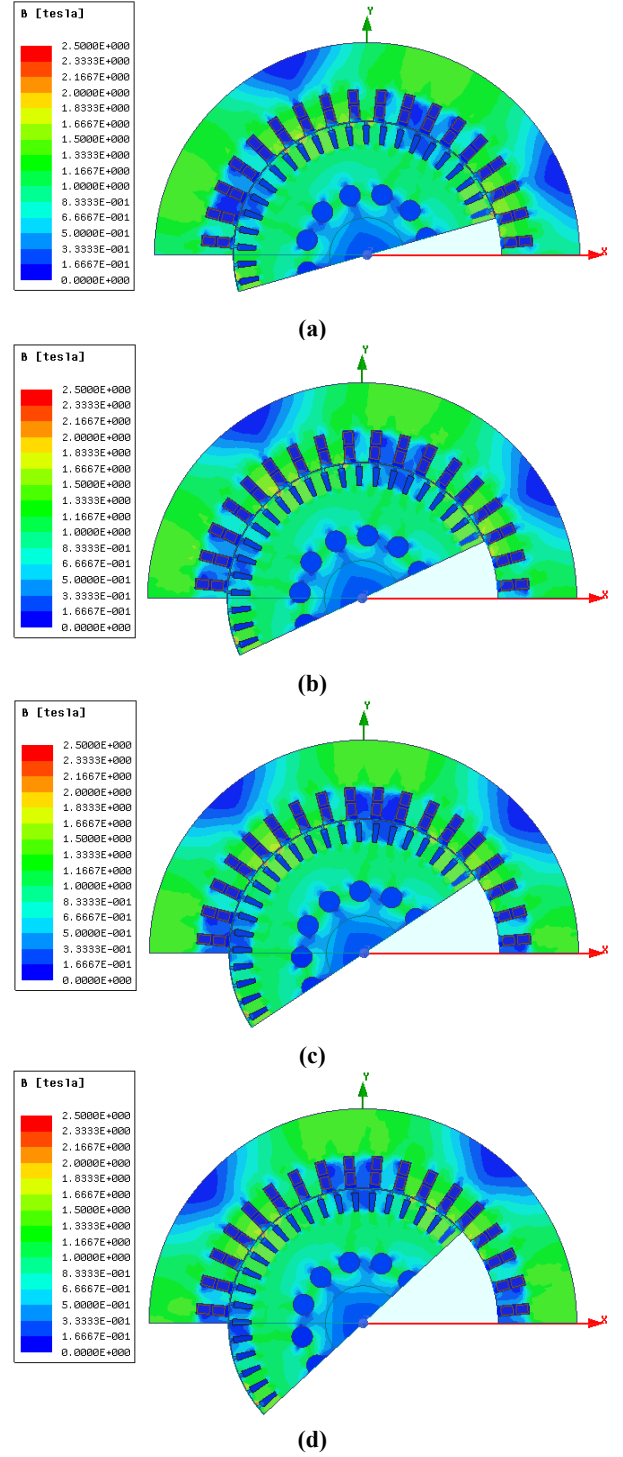 B [tesla]
2.5000E+000
2.3333E+000
2.1667E+000
2.0000E+000
1.8333E+000
1.6667E+000
1.5000E+000
1.3333E+000
1.1667E+000
1.0000E+000
8.3333E-001
6.6667E-001
5.0000E-001
3.3333E-001
1.6667E-001
0.0000E+000
Y
X
(a)
B [tesla]
2.5000E+000
2.3333E+000
2.1667E+000
2.0000E+000
1.8333E+000
1.6667E+000
1.5000E+000
1.3333E+000
1.1667E+000
1.0000E+000
8.3333E-001
6.6667E-001
5.0000E-001
3.3333E-001
1.6667E-001
0.0000E+000
Y
X
(b)
B [tesla]
2.5000E+000
2.3333E+000
2.1667E+000
2.0000E+000
1.8333E+000
1.6667E+000
1.5000E+000
1.3333E+000
1.1667E+000
1.0000E+000
8.3333E-001
6.6667E-001
5.0000E-001
3.3333E-001
1.6667E-001
0.0000E+000
Y
X
(c)
B [tesla]
2.5000E+000
2.3333E+000
2.1667E+000
2.0000E+000
1.8333E+000
1.6667E+000
1.5000E+000
1.3333E+000
1.1667E+000
1.0000E+000
8.3333E-001
6.6667E-001
5.0000E-001
3.3333E-001
1.6667E-001
0.0000E+000
Y
X
(d)